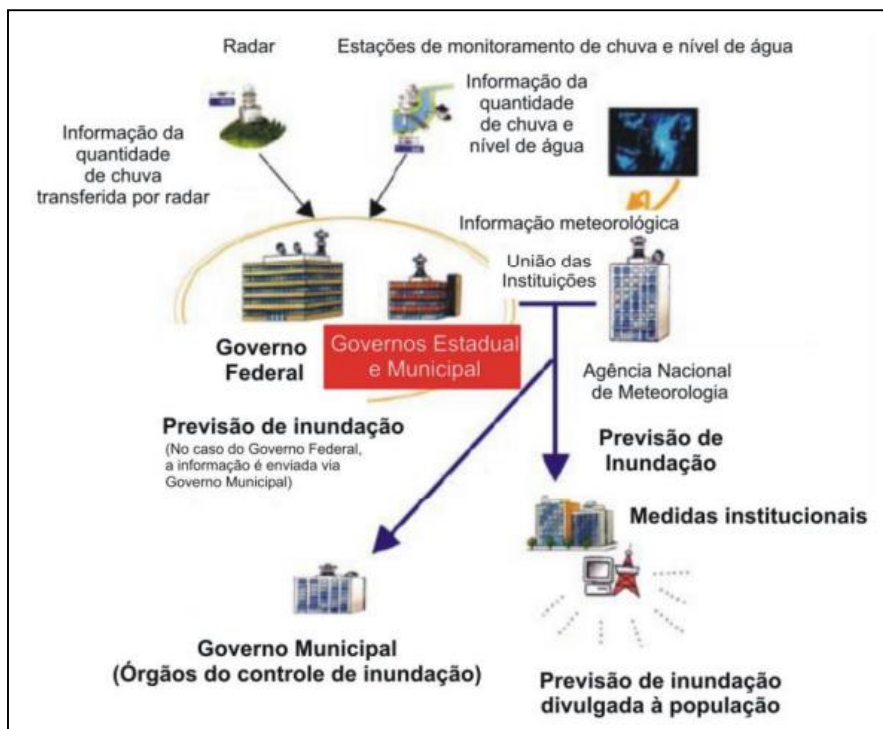 Radar
Estações de monitoramento de chuva e nível de água
Informação da
quantidade
de chuva
transferida por radar
Informação da
quantidade
de chuva e
nível de água
Informação meteorológica
União das
Instituições
Governo
Federal
Governos Estadual
e Municipal
Agência Nacional
de Meteorologia
Previsão de inundação
(No caso do Governo Federal,
a informação é enviada via
Governo Municipal)
Previsão de
Inundação
Medidas institucionais
Governo Municipal
(Órgãos do controle de inundação)
Previsão de inundação
divulgada à população